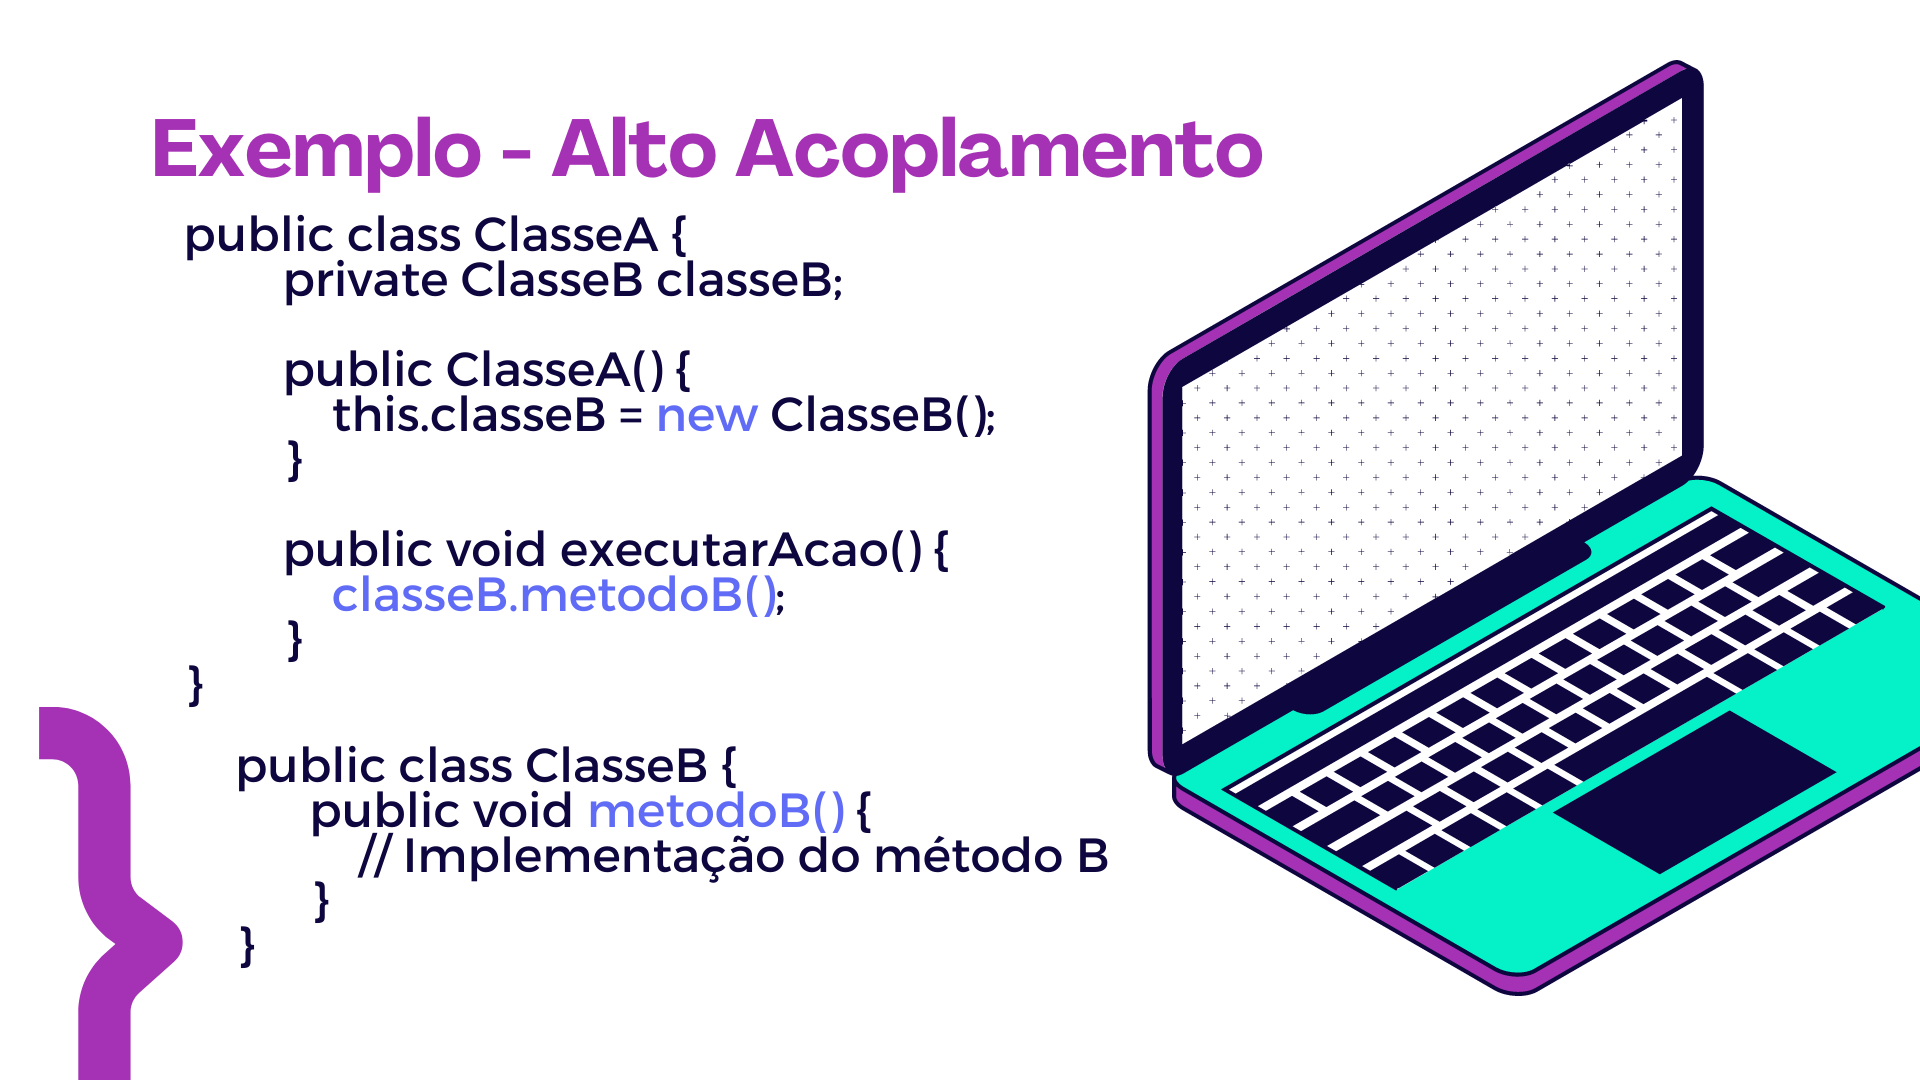 Exemplo - Alto Acoplamento
public class ClasseA {
private ClasseB classeB;
public ClasseA() {
this.classeB = new ClasseB();
}
public void executarAcao() {
classeB.metodoB();
}
}
public class ClasseB {
public void metodoB() {
// Implementação do método B
}
}